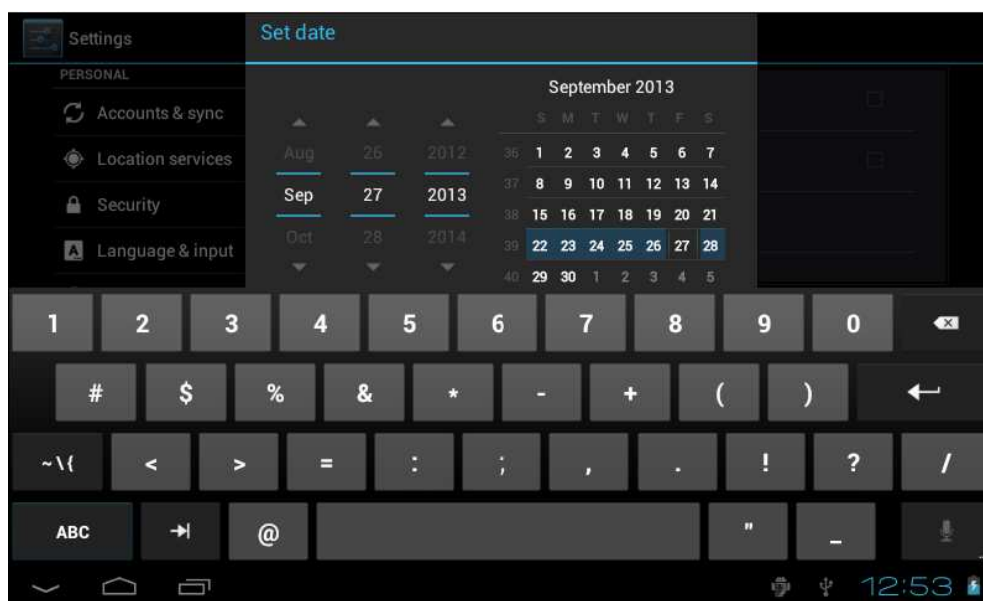 Settings
Set date
PERSONAL
Accounts & sync
Location services
Security
Language & input
Aug 26 2012
Sep 27 2013
Oct 28 2014
September 2013
S M T W T F S
36 1 2 3 4 5 6 7
37 8 9 10 11 12 13 14
38 15 16 17 18 19 20 21
39 22 23 24 25 26 27 28
40 29 30 1 2 3 4 5
1 2 3 4 5 6 7 8 9 0
# $ % & * - + ( )
~\{ < > = : ; , . ! ? /
ABC @ " _
12:53